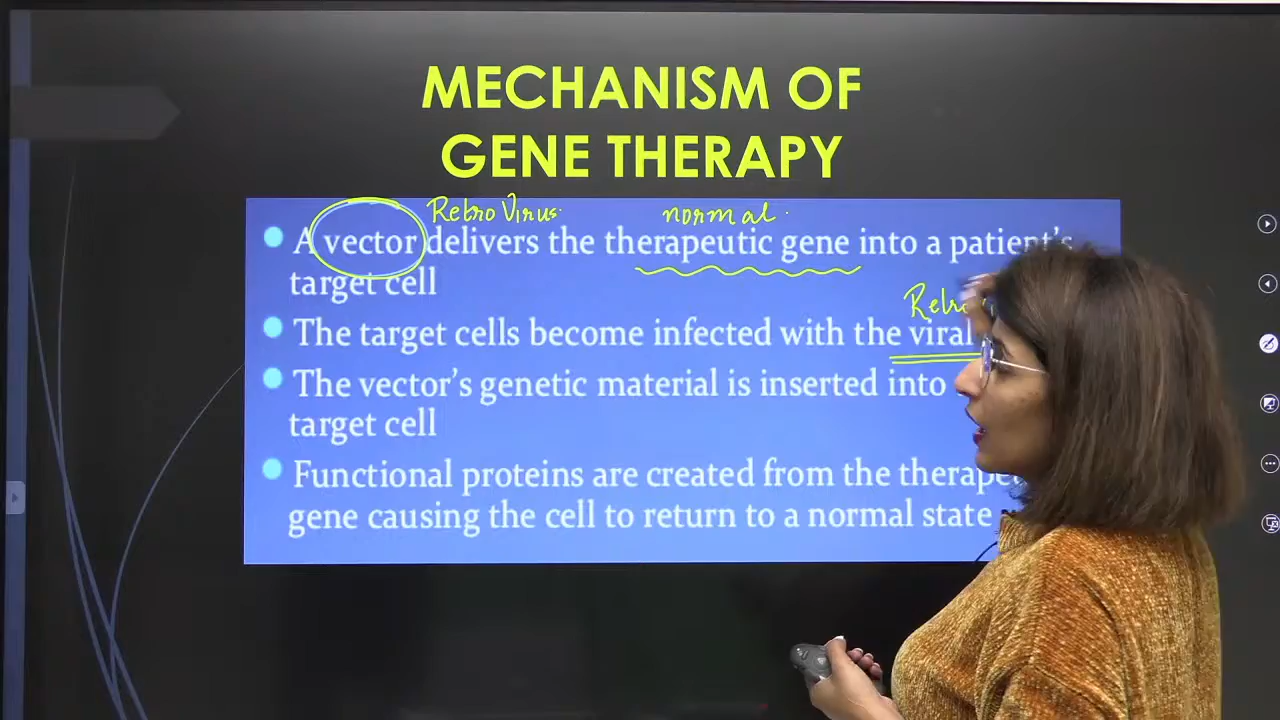 MECHANISM OF
GENE THERAPY
Retro Virus.
normal.
A vector delivers the therapeutic gene into a patient's
target cell
The target cells become infected with the viral
The vector's genetic material is inserted into
target cell
Functional proteins are created from the
gene causing the cell to return to a normal state